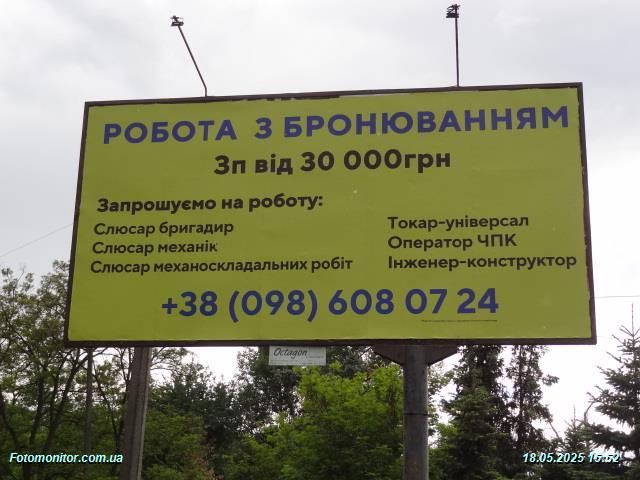 РОБОТА З БРОНЮВАННЯМ
Зп від 30 000грн
Запрошуємо на роботу:
Слюсар бригадир
Слюсар механік
Слюсар механоскладальних робіт
Токар-універсал
Оператор ЧПК
Інженер-конструктор
+38 (098) 608 07 24
Octagon
Fotomonitor.com.ua
18.05.2025 15:52